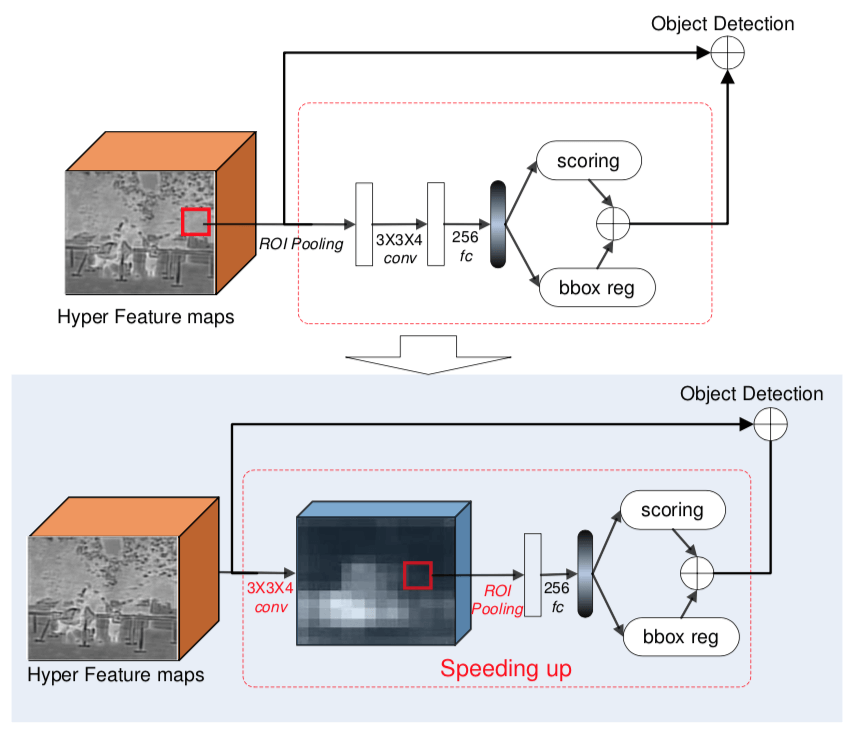 Object Detection
scoring
ROI Pooling
3X3X4
conv
256
fc
bbox reg
Hyper Feature maps
Object Detection
scoring
3X3X4
conv
ROI
Pooling
256
fc
bbox reg
Hyper Feature maps
Speeding up